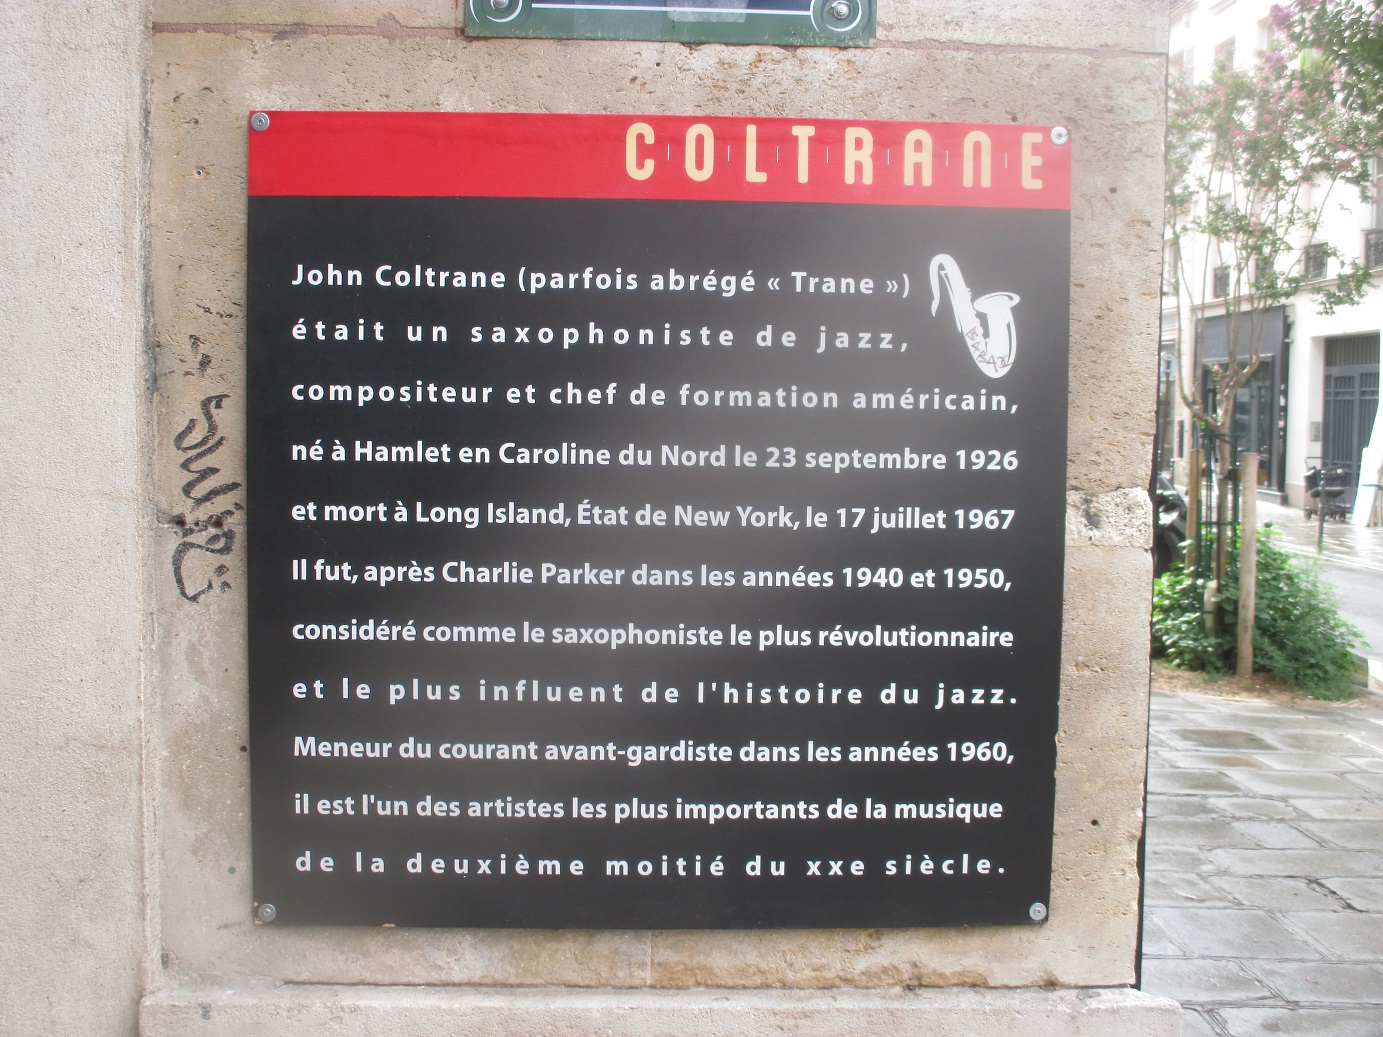 COLTRANE
John Coltrane (parfois abrégé « Trane »)
était un saxophoniste de jazz,
compositeur et chef de formation américain,
né à Hamlet en Caroline du Nord le 23 septembre 1926
et mort à Long Island, État de New York, le 17 juillet 1967
Il fut, après Charlie Parker dans les années 1940 et 1950,
considéré comme le saxophoniste le plus révolutionnaire
et le plus influent de l'histoire du jazz.
Meneur du courant avant-gardiste dans les années 1960,
il est l'un des artistes les plus importants de la musique
de la deuxième moitié du xxe siècle.